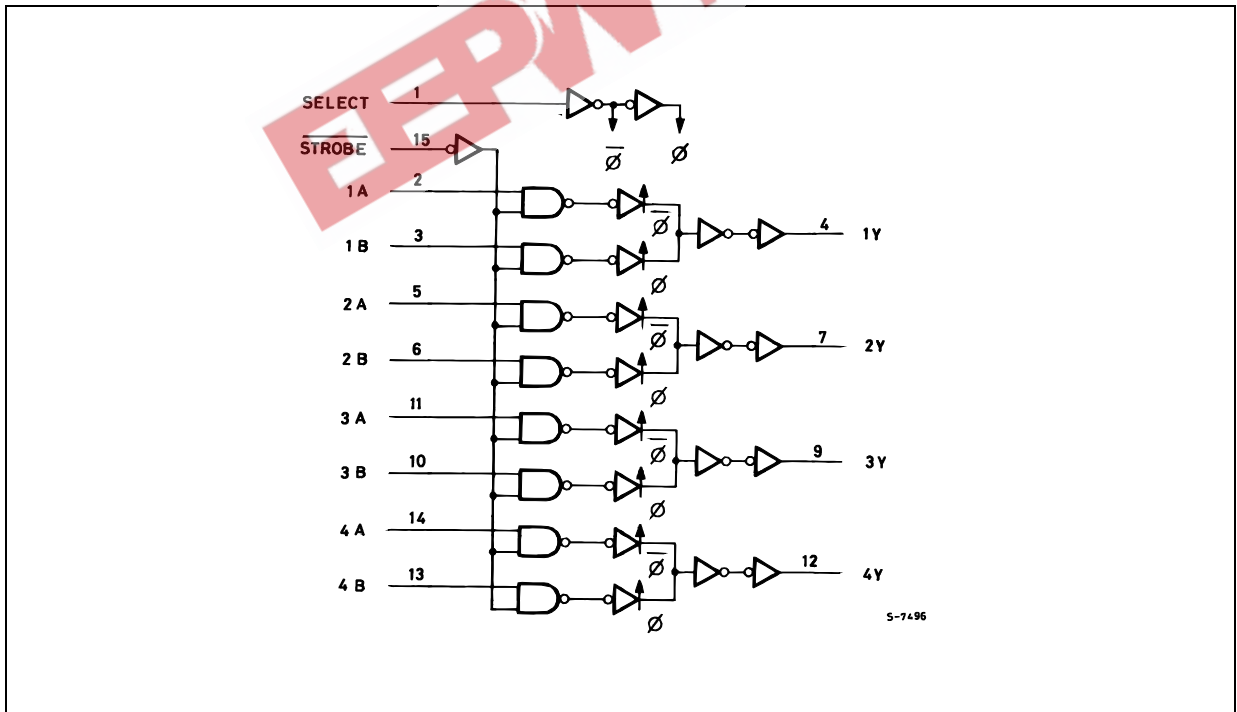 EEPW
SELECT 1
STROBE 15
Ø Ø
1A 2
Ø 4 1Y
1B 3
Ø
2A 5
Ø 7 2Y
2B 6
Ø
3A 11
Ø 9 3Y
3B 10
Ø
4A 14
Ø 12 4Y
4B 13
Ø
S-7496